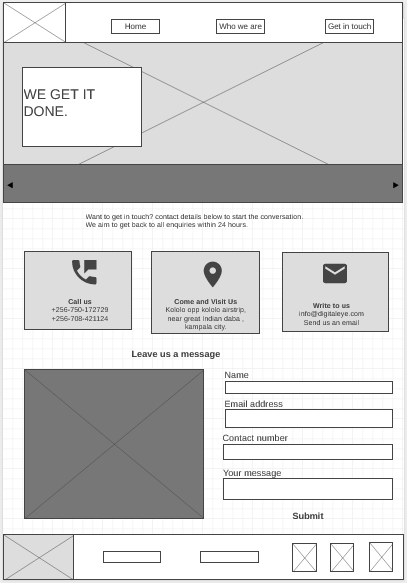 Home
Who we are
Get in touch
WE GET IT
DONE.
Want to get in touch? contact details below to start the conversation.
We aim to get back to all enquiries within 24 hours.
Call us
+256-750-172729
+256-708-421124
Come and Visit Us
Kololo opp kololo airstrip,
near great indian daba ,
kampala city.
Write to us
info@digitaleye.com
Send us an email
Leave us a message
Name
Email address
Contact number
Your message
Submit